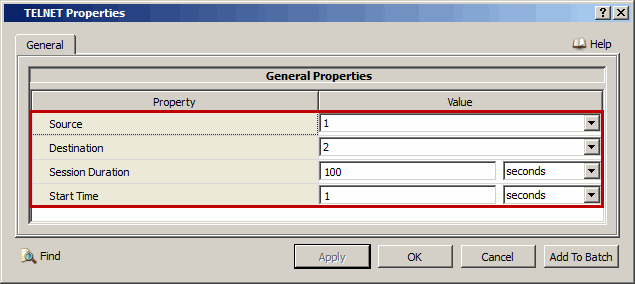 TELNET Properties ? X
General
Help
General Properties
Property Value
Source 1
Destination 2
Session Duration 100 seconds
Start Time 1 seconds
Find Apply OK Cancel Add To Batch